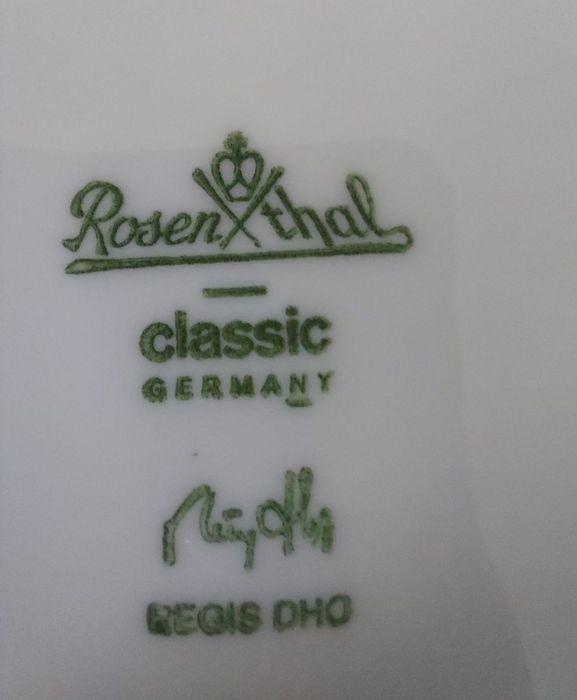 Rosenthal
classic
GERMANY
REGIS DHO